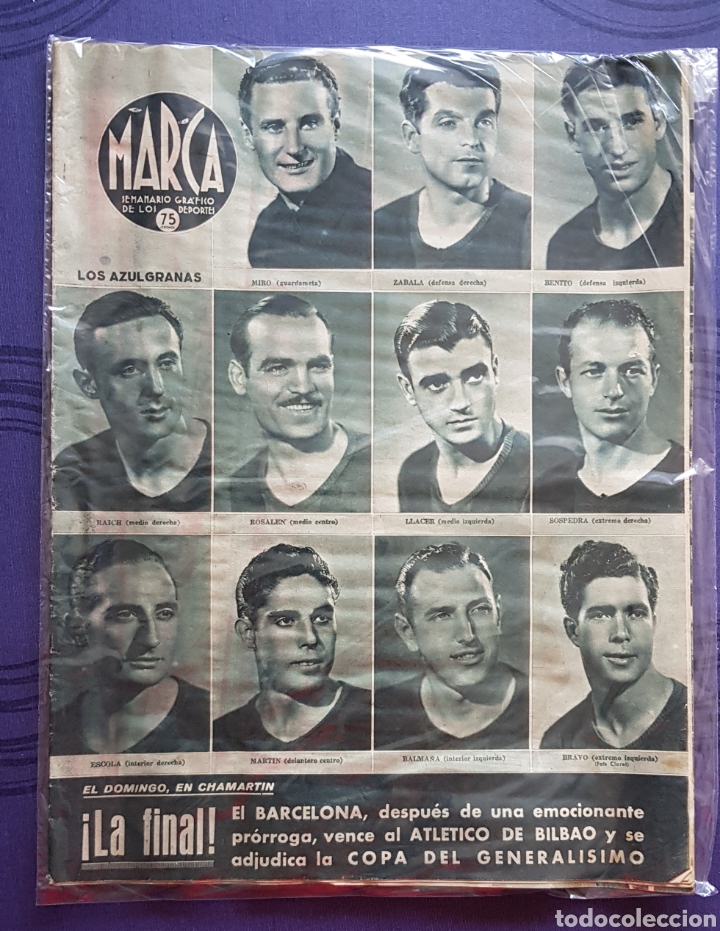 MARCA
SEMANARIO GRÁFICO
DE LOS DEPORTES
75
LOS AZULGRANAS
MIRO (guardameta)
ZABALA (defensa derecha)
BENITO (defensa izquierda)
RAICH (medio derecha)
ROSALEN (medio centro)
LLACER (medio izquierda)
SOSPEDRA (extremo derecha)
ESCOLA (interior derecha)
MARTIN (delantero centro)
BALMAÑA (interior izquierda)
BRAVO (extremo izquierda)
EL DOMINGO, EN CHAMARTIN
¡La final!
El BARCELONA, después de una emocionante
prórroga, vence al ATLETICO DE BILBAO y se
adjudica la COPA DEL GENERALISIMO
todocoleccion